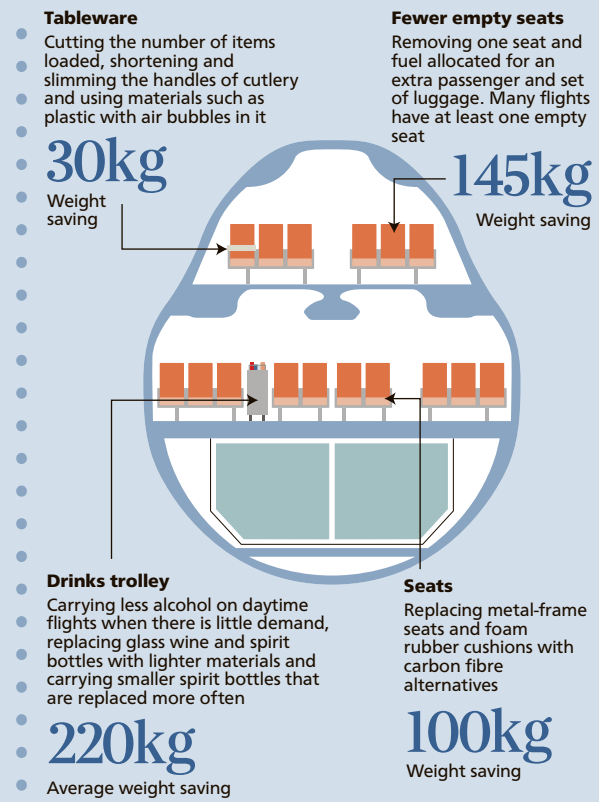 Tableware
Cutting the number of items
loaded, shortening and
slimming the handles of cutlery
and using materials such as
plastic with air bubbles in it
30kg
Weight
saving
Fewer empty seats
Removing one seat and
fuel allocated for an
extra passenger and set
of luggage. Many flights
have at least one empty
seat
145kg
Weight saving
Drinks trolley
Carrying less alcohol on daytime
flights when there is little demand,
replacing glass wine and spirit
bottles with lighter materials and
carrying smaller spirit bottles that
are replaced more often
220kg
Average weight saving
Seats
Replacing metal-frame
seats and foam
rubber cushions with
carbon fibre
alternatives
100kg
Weight saving